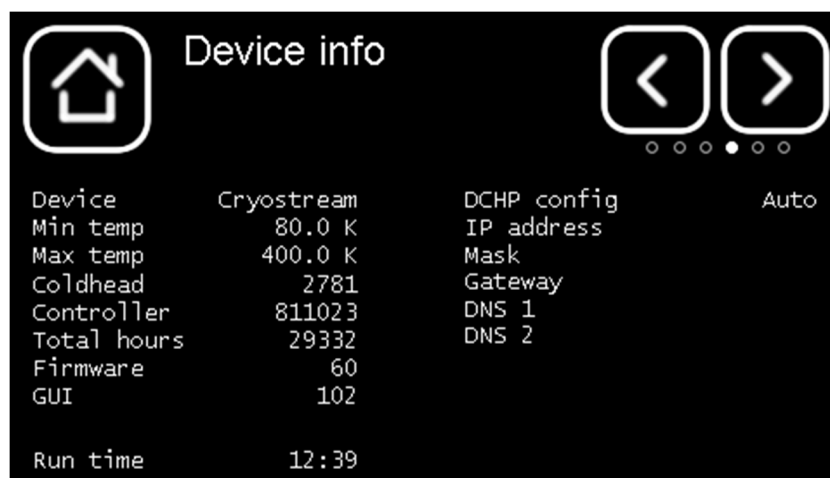 Device info
Device Cryostream
Min temp 80.0 K
Max temp 400.0 K
Coldhead 2781
Controller 811023
Total hours 29332
Firmware 60
GUI 102
Run time 12:39
DCHP config Auto
IP address
Mask
Gateway
DNS 1
DNS 2